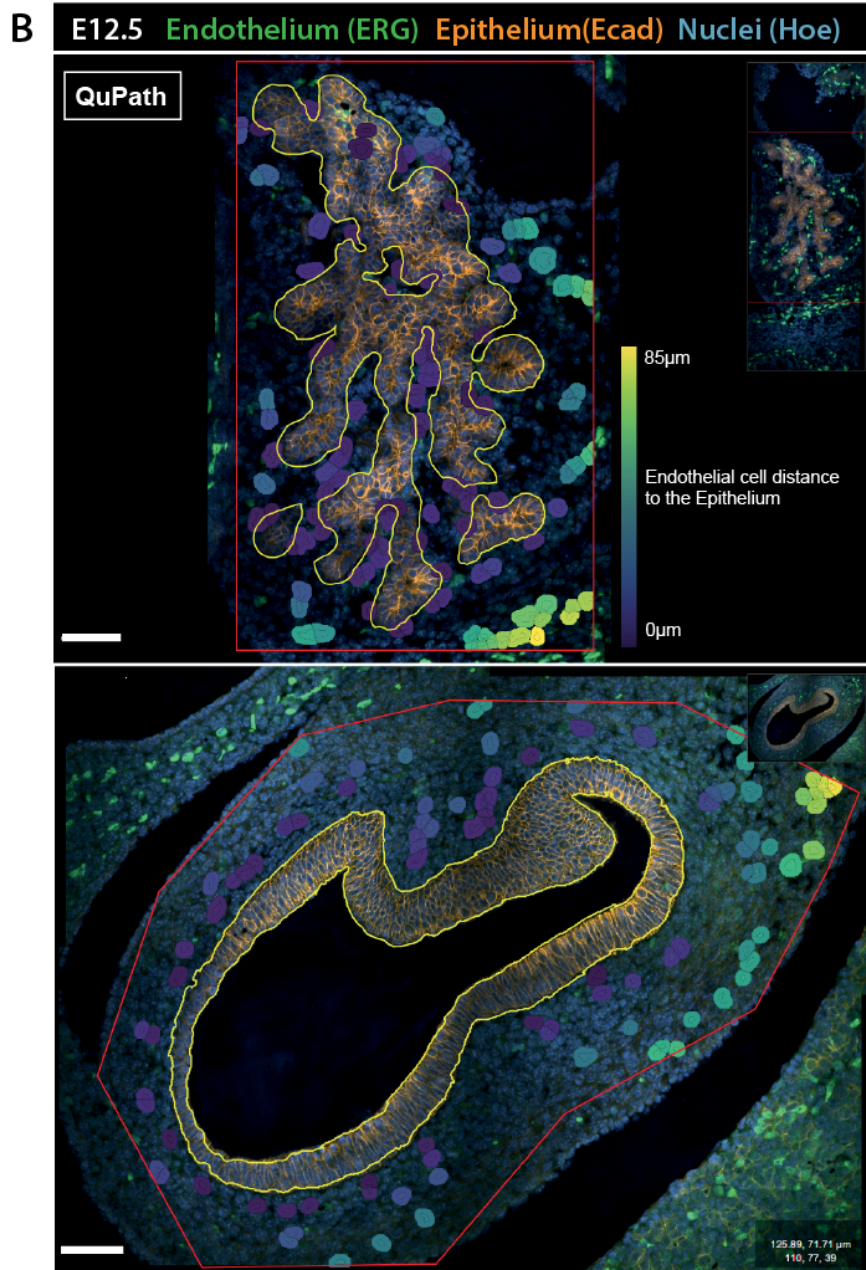 B
E12.5 Endothelium (ERG) Epithelium(Ecad) Nuclei (Hoe)
QuPath
85µm
Endothelial cell distance
to the Epithelium
0µm
125.89, 71.71 µm
110, 77, 39